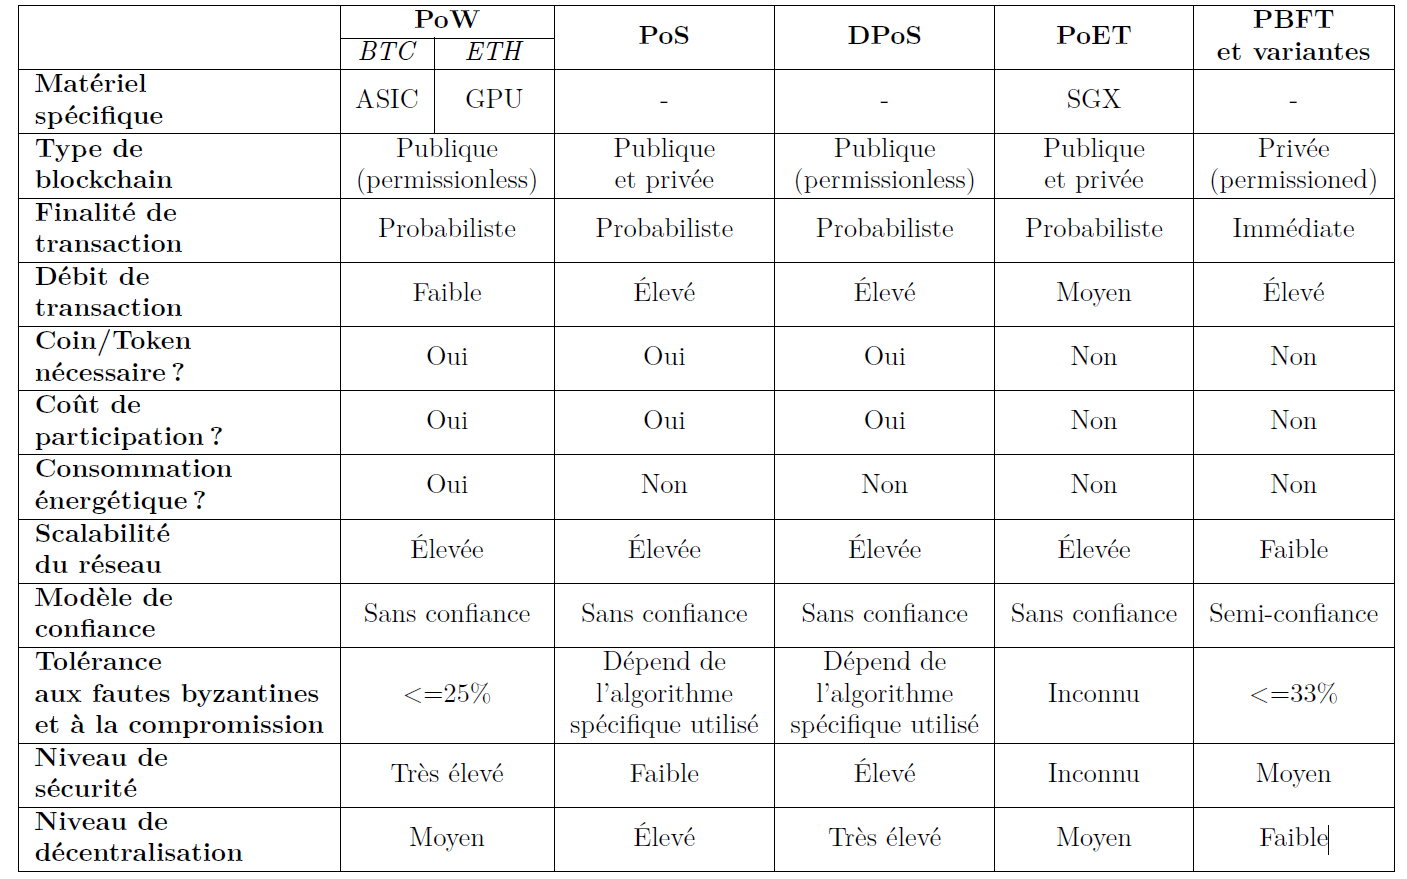 PoW
PoS
DPoS
PoET
PBFT
et variantes
BTC
ETH
Matériel
spécifique
ASIC
GPU
-
-
SGX
-
Type de
blockchain
Publique
(permissionless)
Publique
et privée
Publique
(permissionless)
Publique
et privée
Privée
(permissioned)
Finalité de
transaction
Probabiliste
Probabiliste
Probabiliste
Probabiliste
Immédiate
Débit de
transaction
Faible
Élevé
Élevé
Moyen
Élevé
Coin/Token
nécessaire ?
Oui
Oui
Oui
Non
Non
Coût de
participation ?
Oui
Oui
Oui
Non
Non
Consommation
énergétique ?
Oui
Non
Non
Non
Non
Scalabilité
du réseau
Élevée
Élevée
Élevée
Élevée
Faible
Modèle de
confiance
Sans confiance
Sans confiance
Sans confiance
Sans confiance
Semi-confiance
Tolérance
aux fautes byzantines
et à la compromission
<=25%
Dépend de
l'algorithme
spécifique utilisé
Dépend de
l'algorithme
spécifique utilisé
Inconnu
<=33%
Niveau de
sécurité
Très élevé
Faible
Élevé
Inconnu
Moyen
Niveau de
décentralisation
Moyen
Élevé
Très élevé
Moyen
Faible